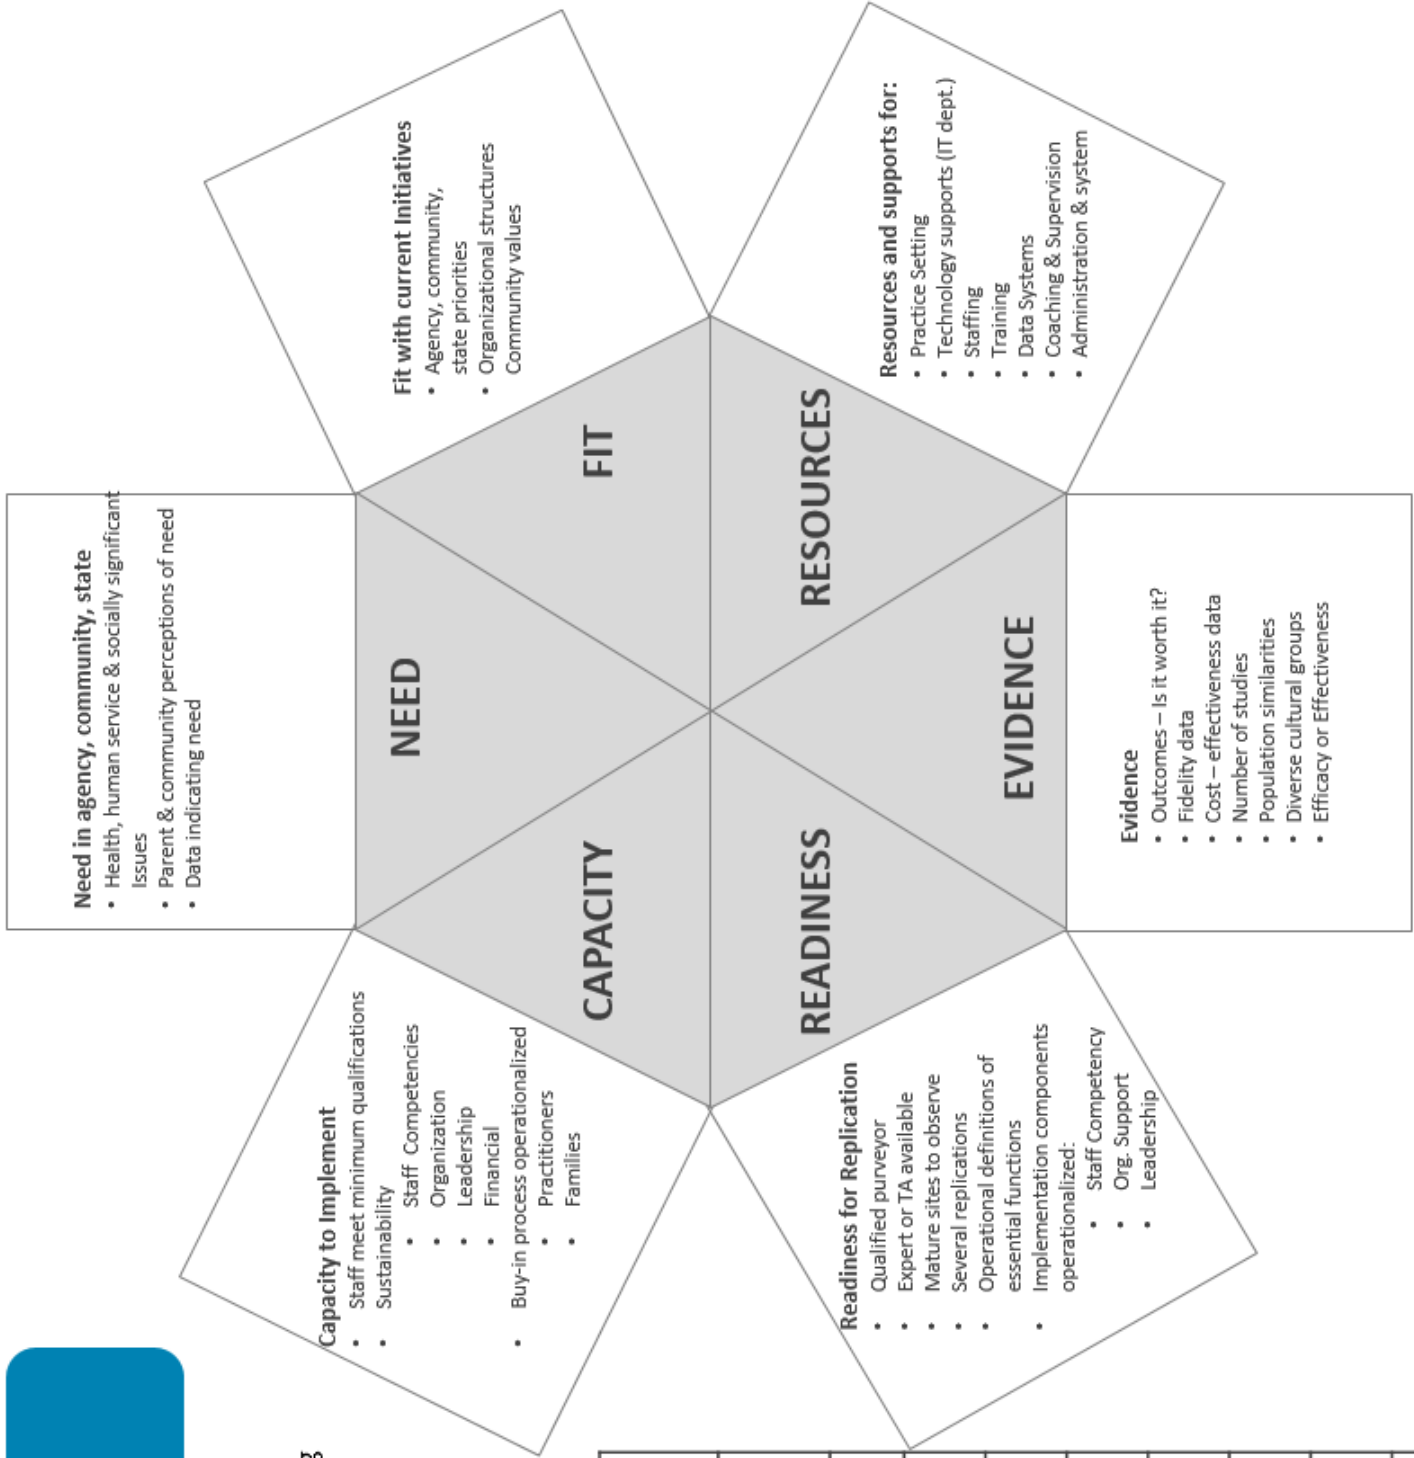 Need in agency, community, state
• Health, human service & socially significant
Issues
• Parent & community perceptions of need
• Data indicating need
NEED
Fit with current Initiatives
• Agency, community,
state priorities
• Organizational structures
Community values
FIT
Resources and supports for:
• Practice Setting
• Technology supports (IT dept.)
• Staffing
• Training
• Data Systems
• Coaching & Supervision
• Administration & system
RESOURCES
EVIDENCE
Evidence
• Outcomes – Is it worth it?
• Fidelity data
• Cost – effectiveness data
• Number of studies
• Population similarities
• Diverse cultural groups
• Efficacy or Effectiveness
READINESS
Readiness for Replication
• Qualified purveyor
• Expert or TA available
• Mature sites to observe
• Several replications
• Operational definitions of
essential functions
• Implementation components
operationalized:
• Staff Competency
• Org. Support
• Leadership
CAPACITY
Capacity to Implement
• Staff meet minimum qualifications
• Sustainability
• Staff Competencies
• Organization
• Leadership
• Financial
• Buy-in process operationalized
• Practitioners
• Families
g